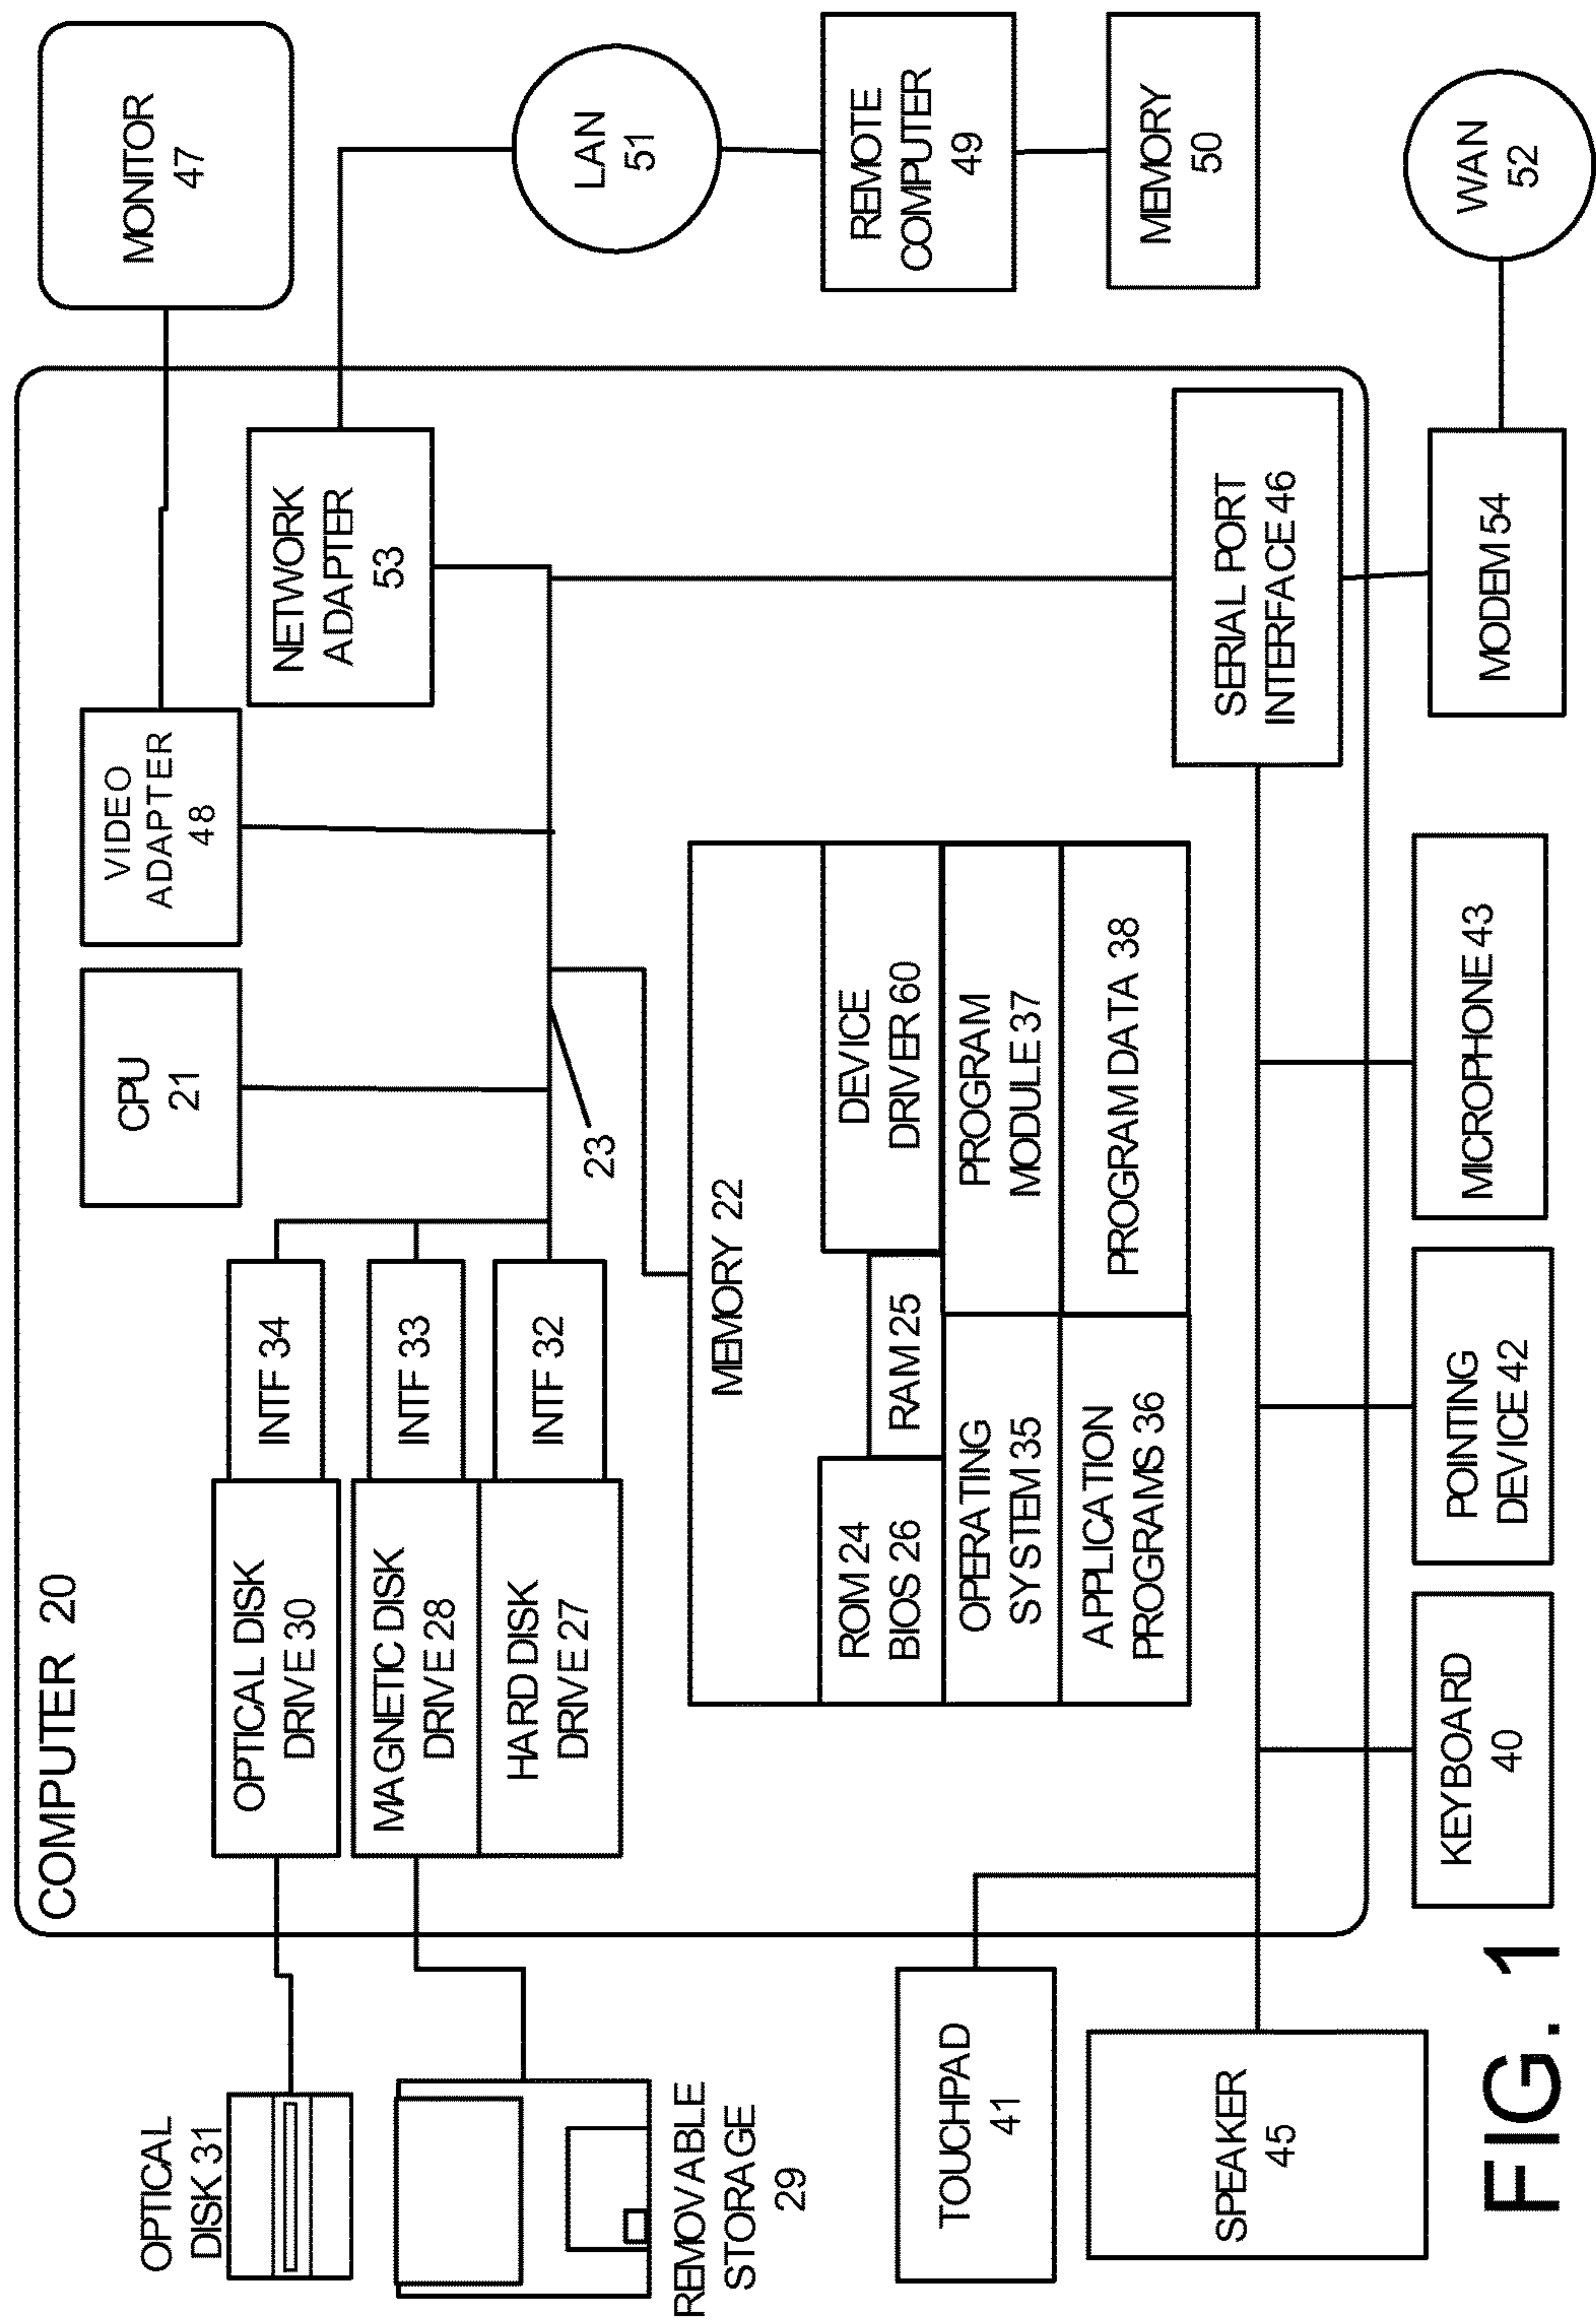 COMPUTER 20
OPTICAL
DISK 31
REMOVABLE
STORAGE
29
OPTICAL DISK
DRIVE 30
MAGNETIC DISK
DRIVE 28
HARD DISK
DRIVE 27
INTF 34
INTF 33
INTF 32
CPU
21
23
VIDEO
ADAPTER
48
NETWORK
ADAPTER
53
MONITOR
47
LAN
51
REMOTE
COMPUTER
49
MEMORY
50
MEMORY 22
ROM 24
BIOS 26
RAM 25
DEVICE
DRIVER 60
OPERATING
SYSTEM 35
PROGRAM
MODULE 37
APPLICATION
PROGRAMS 36
PROGRAM DATA 38
SERIAL PORT
INTERFACE 46
WAN
52
MODEM 54
TOUCHPAD
41
SPEAKER
45
KEYBOARD
40
POINTING
DEVICE 42
MICROPHONE 43
FIG. 1